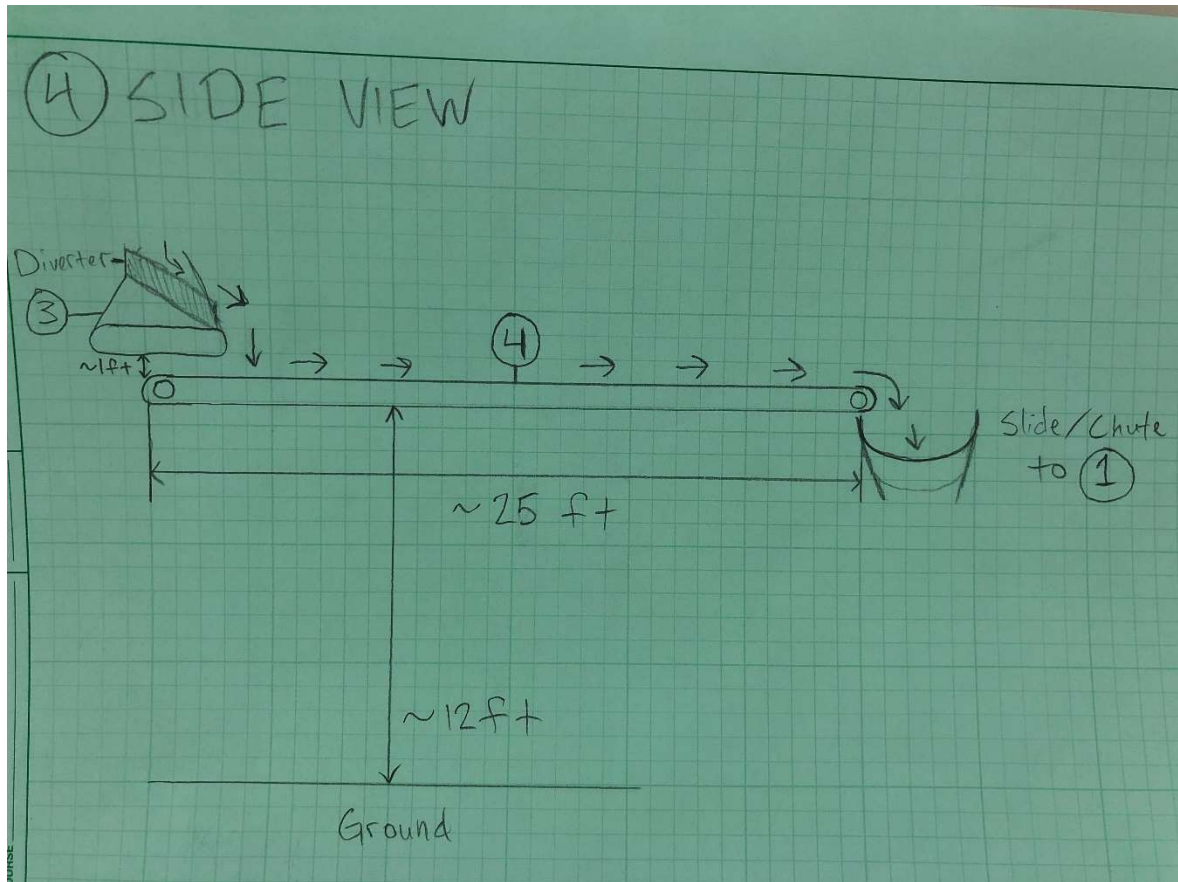 ④ SIDE VIEW
Diverter
③
~1ft
④
Slide/Chute
to ①
~25 ft
~12ft
Ground